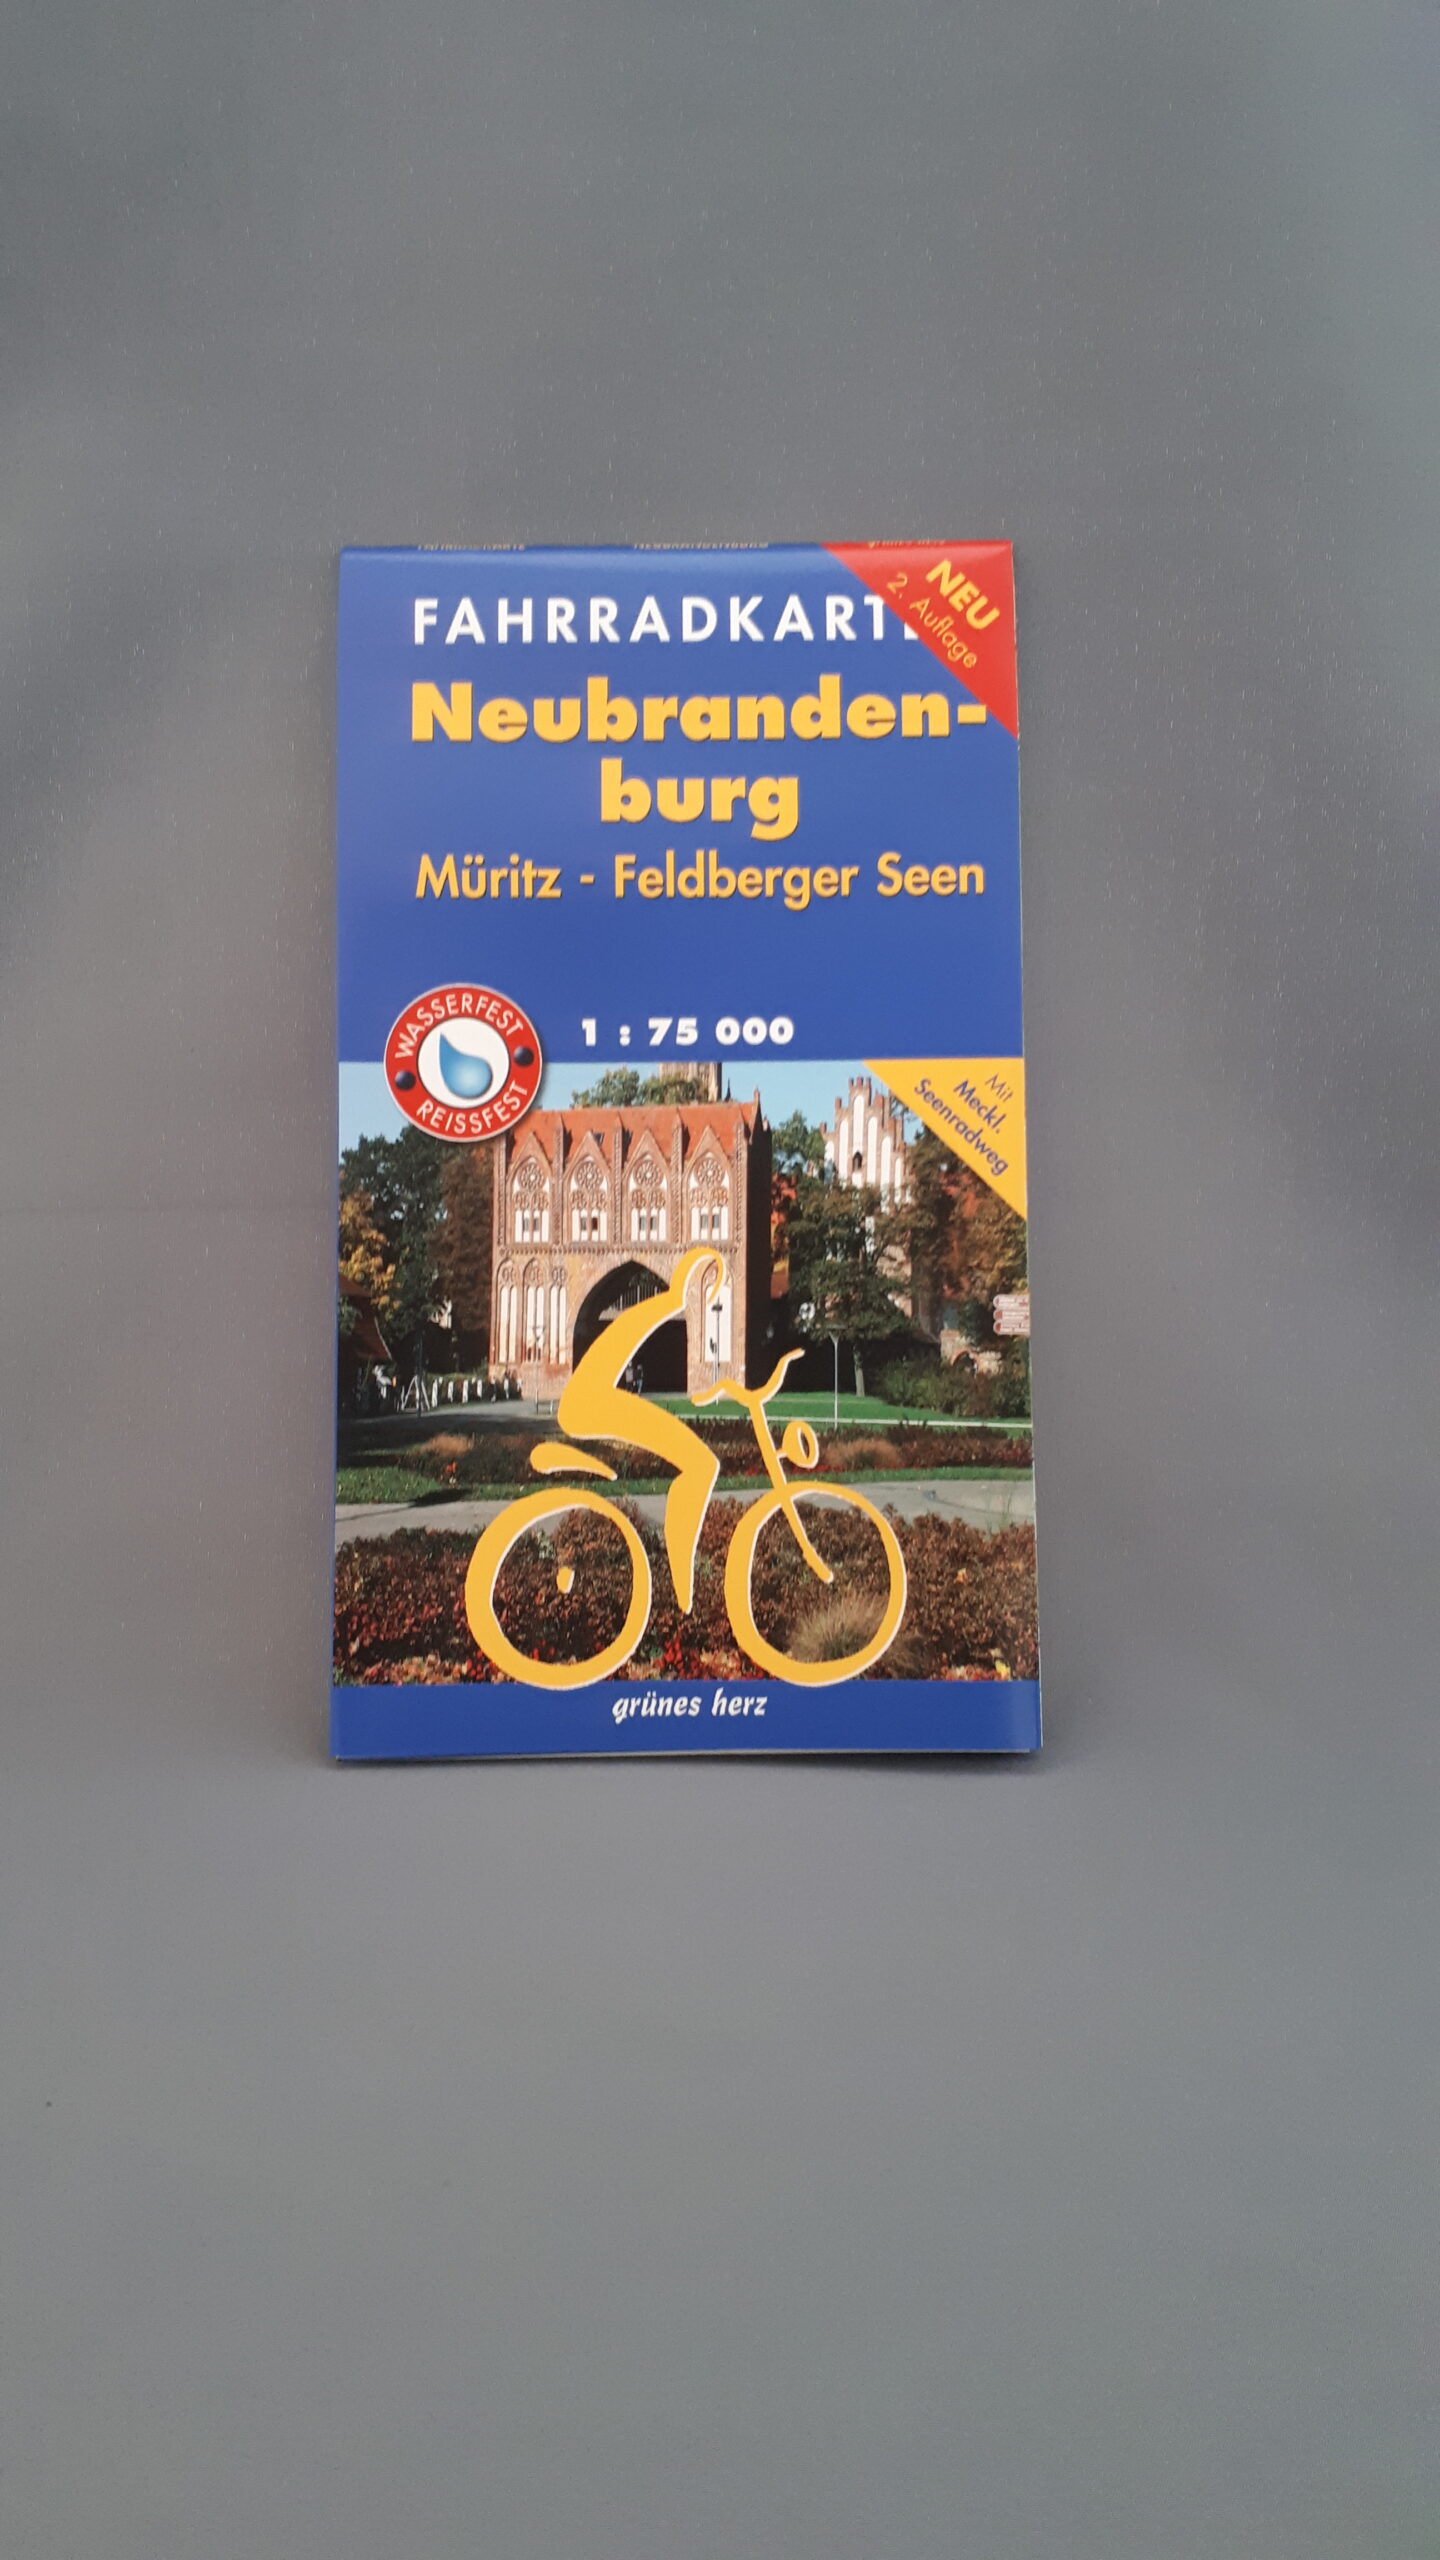 NEU
2. Auflage
FAHRRADKARTE
Neubranden-
burg
Müritz - Feldberger Seen
WASSERFEST
REISSFEST
1 : 75 000
Mit
Meckl.
Seenradweg
grünes herz